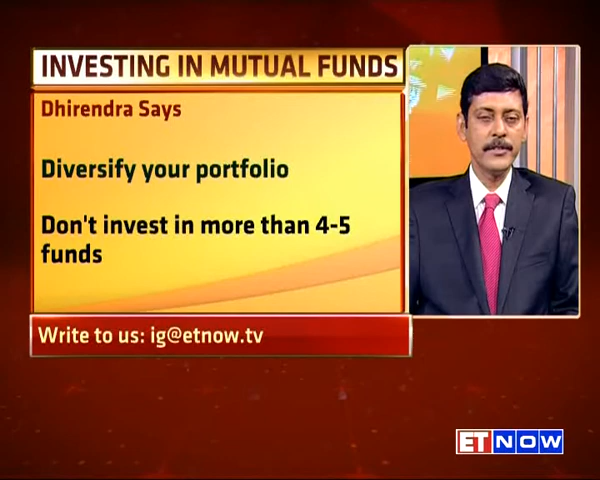 INVESTING IN MUTUAL FUNDS
Dhirendra Says
Diversify your portfolio
Don't invest in more than 4-5
funds
Write to us: ig@etnow.tv
ET NOW